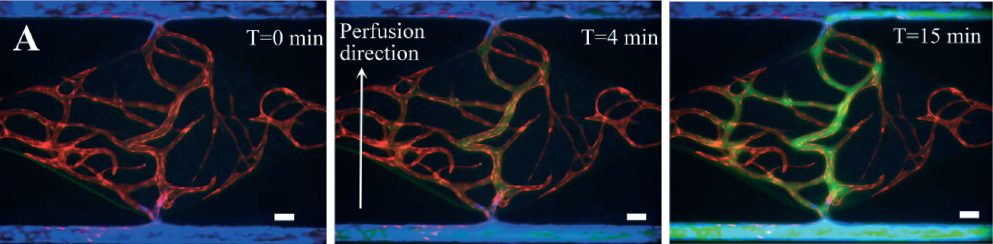 A
T=0 min
Perfusion
direction
T=4 min
T=15 min